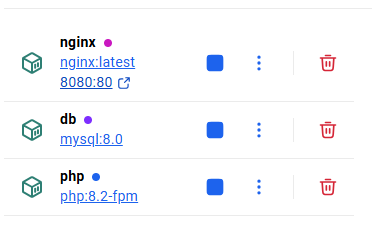 nginx
nginx:latest
8080:80
db
mysql:8.0
php
php:8.2-fpm